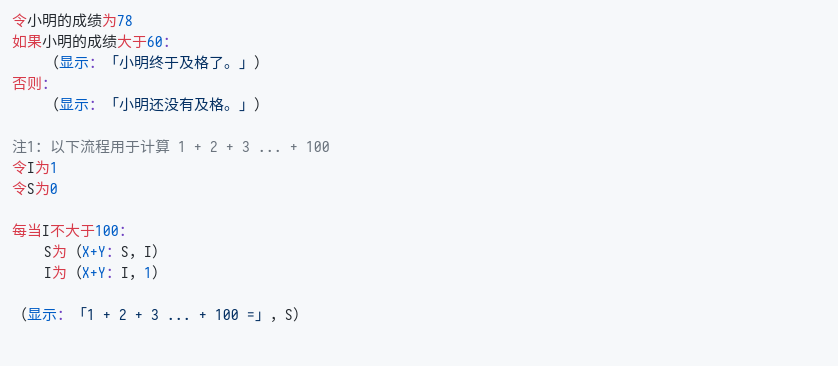 令小明的成绩为78
如果小明的成绩大于60:
    （显示: 「小明终于及格了。」）
否则:
    （显示: 「小明还没有及格。」）
注1: 以下流程用于计算 1 + 2 + 3 ... + 100
令I为1
令S为0
每当I不大于100:
    S为（X+Y: S, I）
    I为（X+Y: I, 1）
（显示: 「1 + 2 + 3 ... + 100 =」, S）